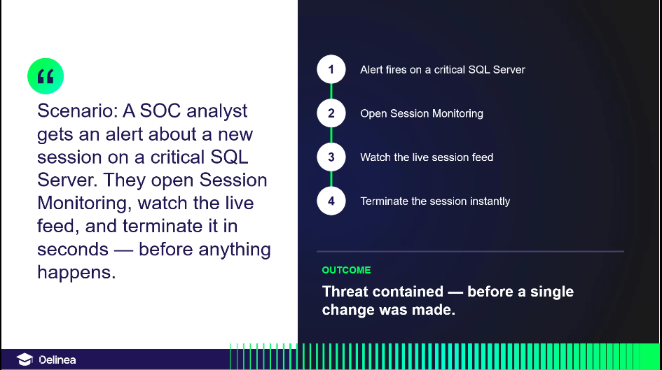 Scenario: A SOC analyst
gets an alert about a new
session on a critical SQL
Server. They open Session
Monitoring, watch the live
feed, and terminate it in
seconds — before anything
happens.
1 Alert fires on a critical SQL Server
2 Open Session Monitoring
3 Watch the live session feed
4 Terminate the session instantly
OUTCOME
Threat contained — before a single
change was made.
Delinea